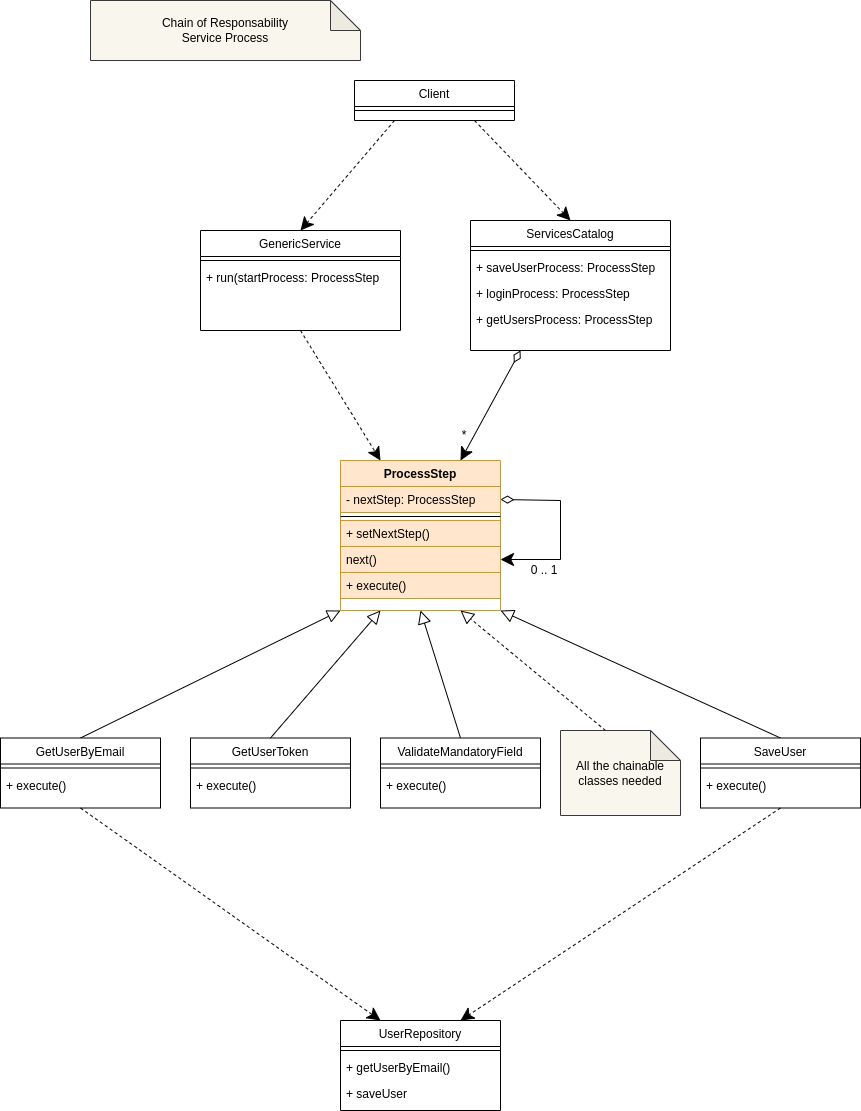 Chain of Responsability
Service Process
Client
GenericService
+ run(startProcess: ProcessStep
ServicesCatalog
+ saveUserProcess: ProcessStep
+ loginProcess: ProcessStep
+ getUsersProcess: ProcessStep
*
ProcessStep
- nextStep: ProcessStep
+ setNextStep()
next()
+ execute()
0 .. 1
GetUserByEmail
+ execute()
GetUserToken
+ execute()
ValidateMandatoryField
+ execute()
All the chainable
classes needed
SaveUser
+ execute()
UserRepository
+ getUserByEmail()
+ saveUser